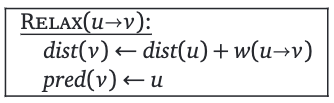 RELAX(u→v):
dist(v) ← dist(u) + w(u→v)
pred(v) ← u